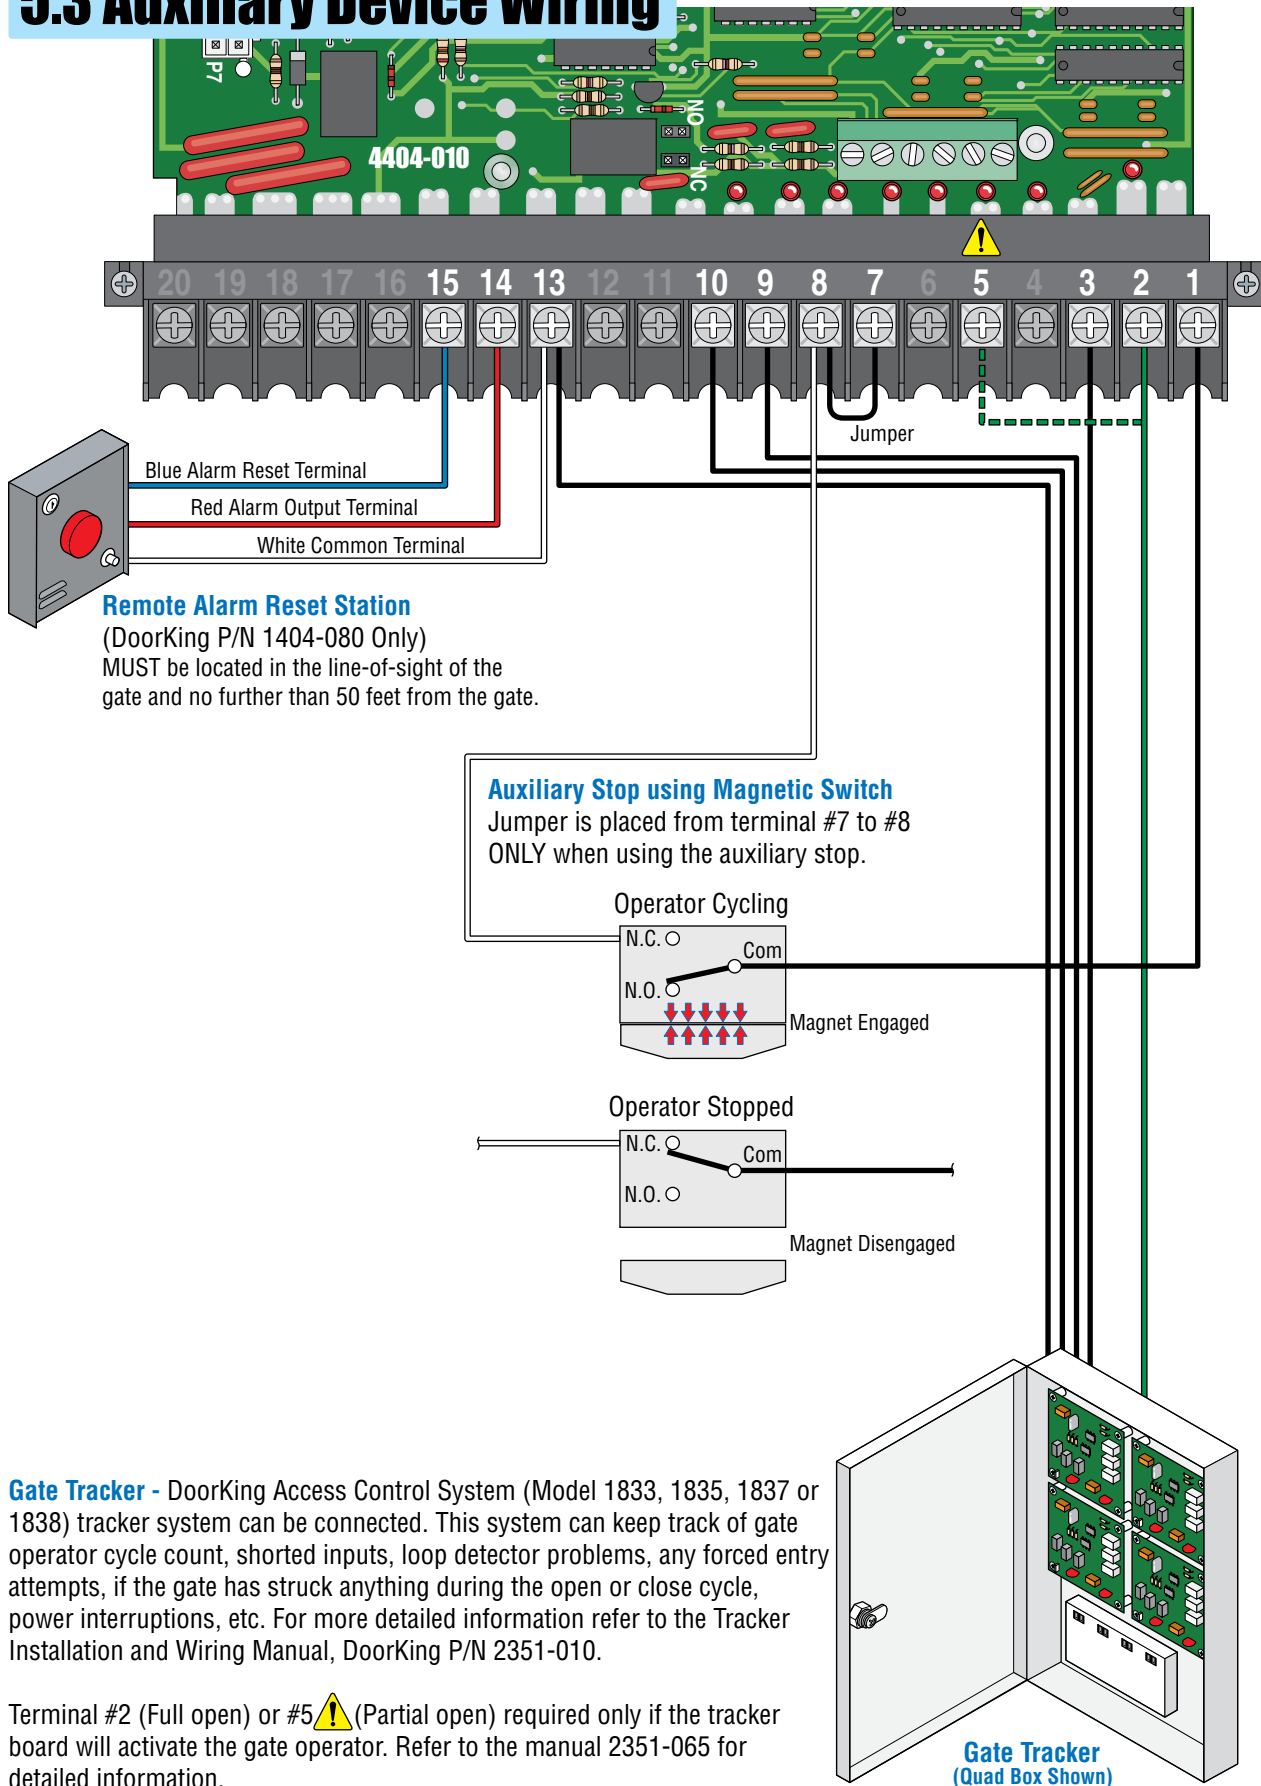 5.3 Auxiliary Device Wiring
P7
4404-010
NO
NC
20 19 18 17 16 15 14 13 12 11 10 9 8 7 6 5 4 3 2 1
Jumper
Blue Alarm Reset Terminal
Red Alarm Output Terminal
White Common Terminal
Remote Alarm Reset Station
(DoorKing P/N 1404-080 Only)
MUST be located in the line-of-sight of the
gate and no further than 50 feet from the gate.
Auxiliary Stop using Magnetic Switch
Jumper is placed from terminal #7 to #8
ONLY when using the auxiliary stop.
Operator Cycling
N.C.
Com
N.O.
Magnet Engaged
Operator Stopped
N.C.
Com
N.O.
Magnet Disengaged
Gate Tracker - DoorKing Access Control System (Model 1833, 1835, 1837 or
1838) tracker system can be connected. This system can keep track of gate
operator cycle count, shorted inputs, loop detector problems, any forced entry
attempts, if the gate has struck anything during the open or close cycle,
power interruptions, etc. For more detailed information refer to the Tracker
Installation and Wiring Manual, DoorKing P/N 2351-010.
Terminal #2 (Full open) or #5 ! (Partial open) required only if the tracker
board will activate the gate operator. Refer to the manual 2351-065 for
detailed information.
Gate Tracker
(Quad Box Shown)